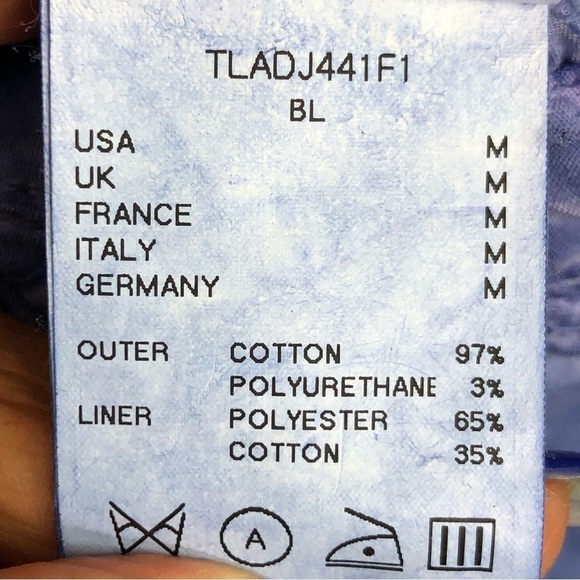 TLADJ441F1
BL
USA M
UK M
FRANCE M
ITALY M
GERMANY M
OUTER COTTON 97%
POLYURETHANE 3%
LINER POLYESTER 65%
COTTON 35%
A